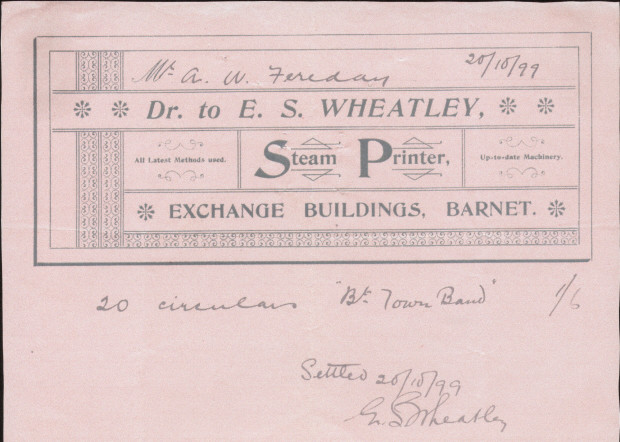 Mr A. W. Fereday 20/10/99
Dr. to E. S. WHEATLEY,
All Latest Methods used. Steam Printer, Up-to-date Machinery.
EXCHANGE BUILDINGS, BARNET.
20 circulars "Bt. Town Band" 1/6
Settled 20/10/99
E. S. Wheatley